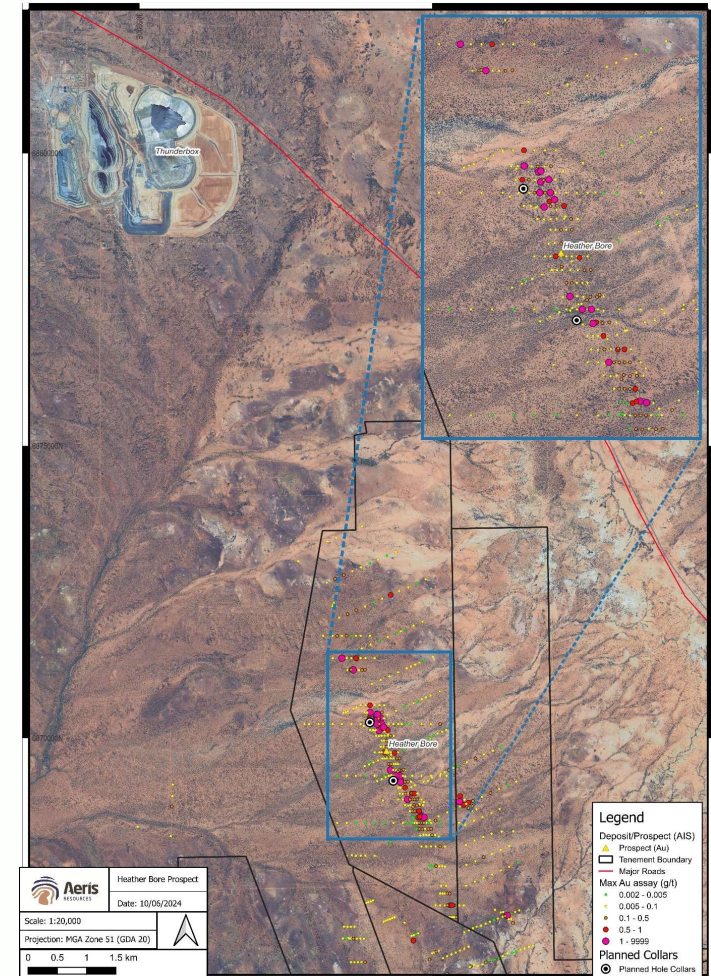 Thunderbox
6880000N
Heather Bore
6875000N
6870000N
Heather Bore
Legend
Deposit/Prospect (AIS)
Prospect (Au)
Tenement Boundary
Major Roads
Max Au assay (g/t)
0.002 - 0.005
0.005 - 0.1
0.1 - 0.5
0.5 - 1
1 - 9999
Planned Collars
Planned Hole Collars
Aeris
RESOURCES
Heather Bore Prospect
Date: 10/06/2024
Scale: 1:20,000
Projection: MGA Zone 51 (GDA 20)
0 0.5 1 1.5 km